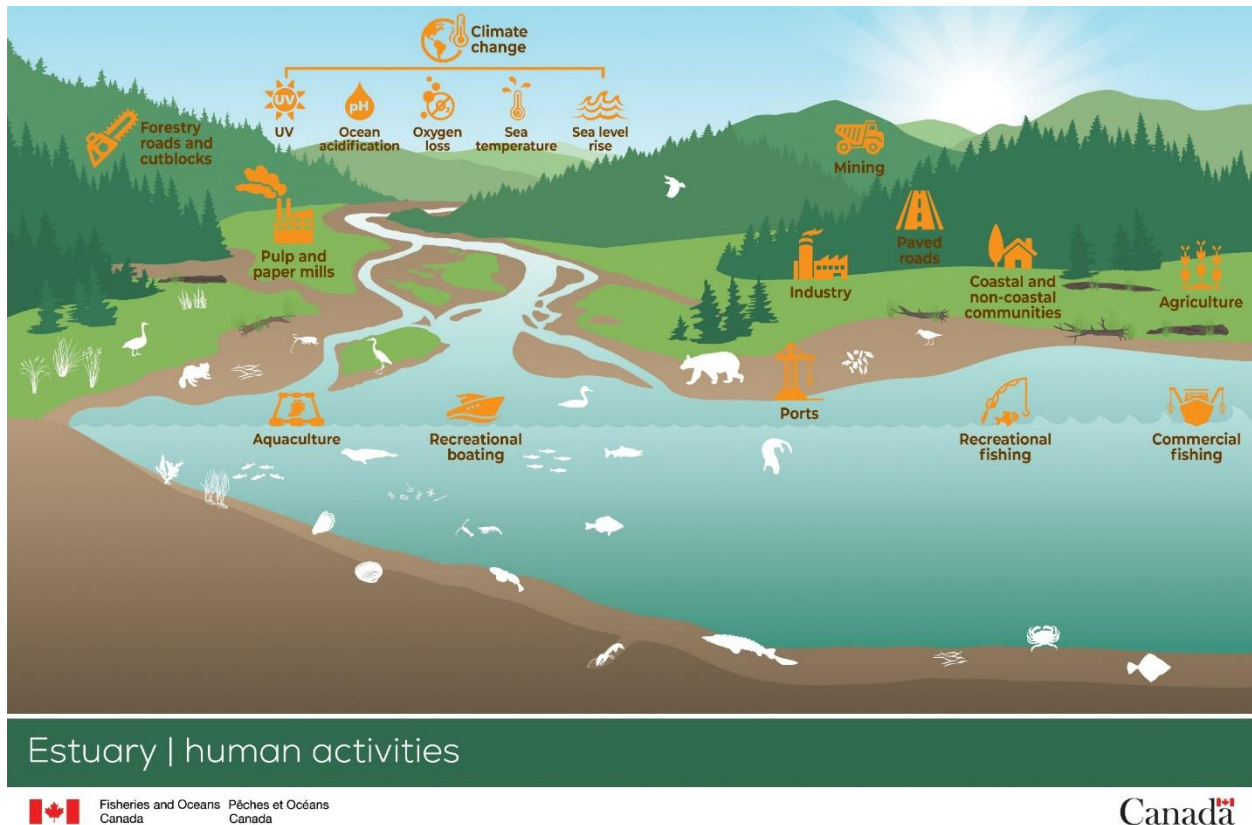 Climate
change
UV
UV
pH
Ocean
acidification
Oxygen
loss
Sea
temperature
Sea level
rise
Forestry
roads and
cutblocks
Mining
Pulp and
paper mills
Paved
roads
Industry
Coastal and
non-coastal
communities
Agriculture
Ports
Aquaculture
Recreational
boating
Recreational
fishing
Commercial
fishing
Estuary | human activities
Fisheries and Oceans
Canada
Pêches et Océans
Canada
Canada